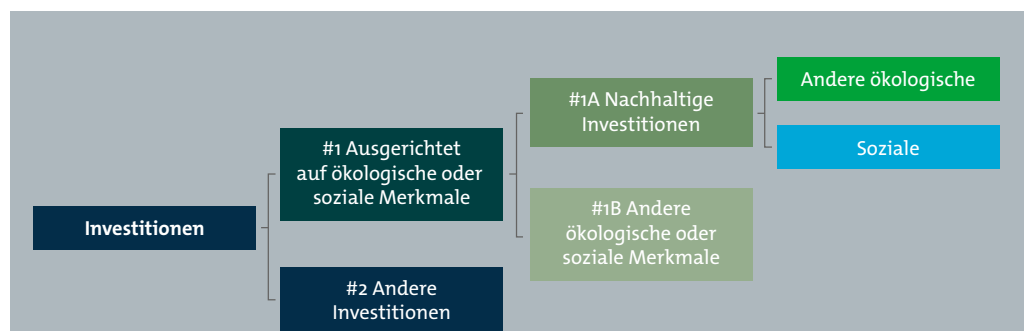 Investitionen
#1 Ausgerichtet
auf ökologische oder
soziale Merkmale
#2 Andere
Investitionen
#1A Nachhaltige
Investitionen
#1B Andere
ökologische oder
soziale Merkmale
Andere ökologische
Soziale